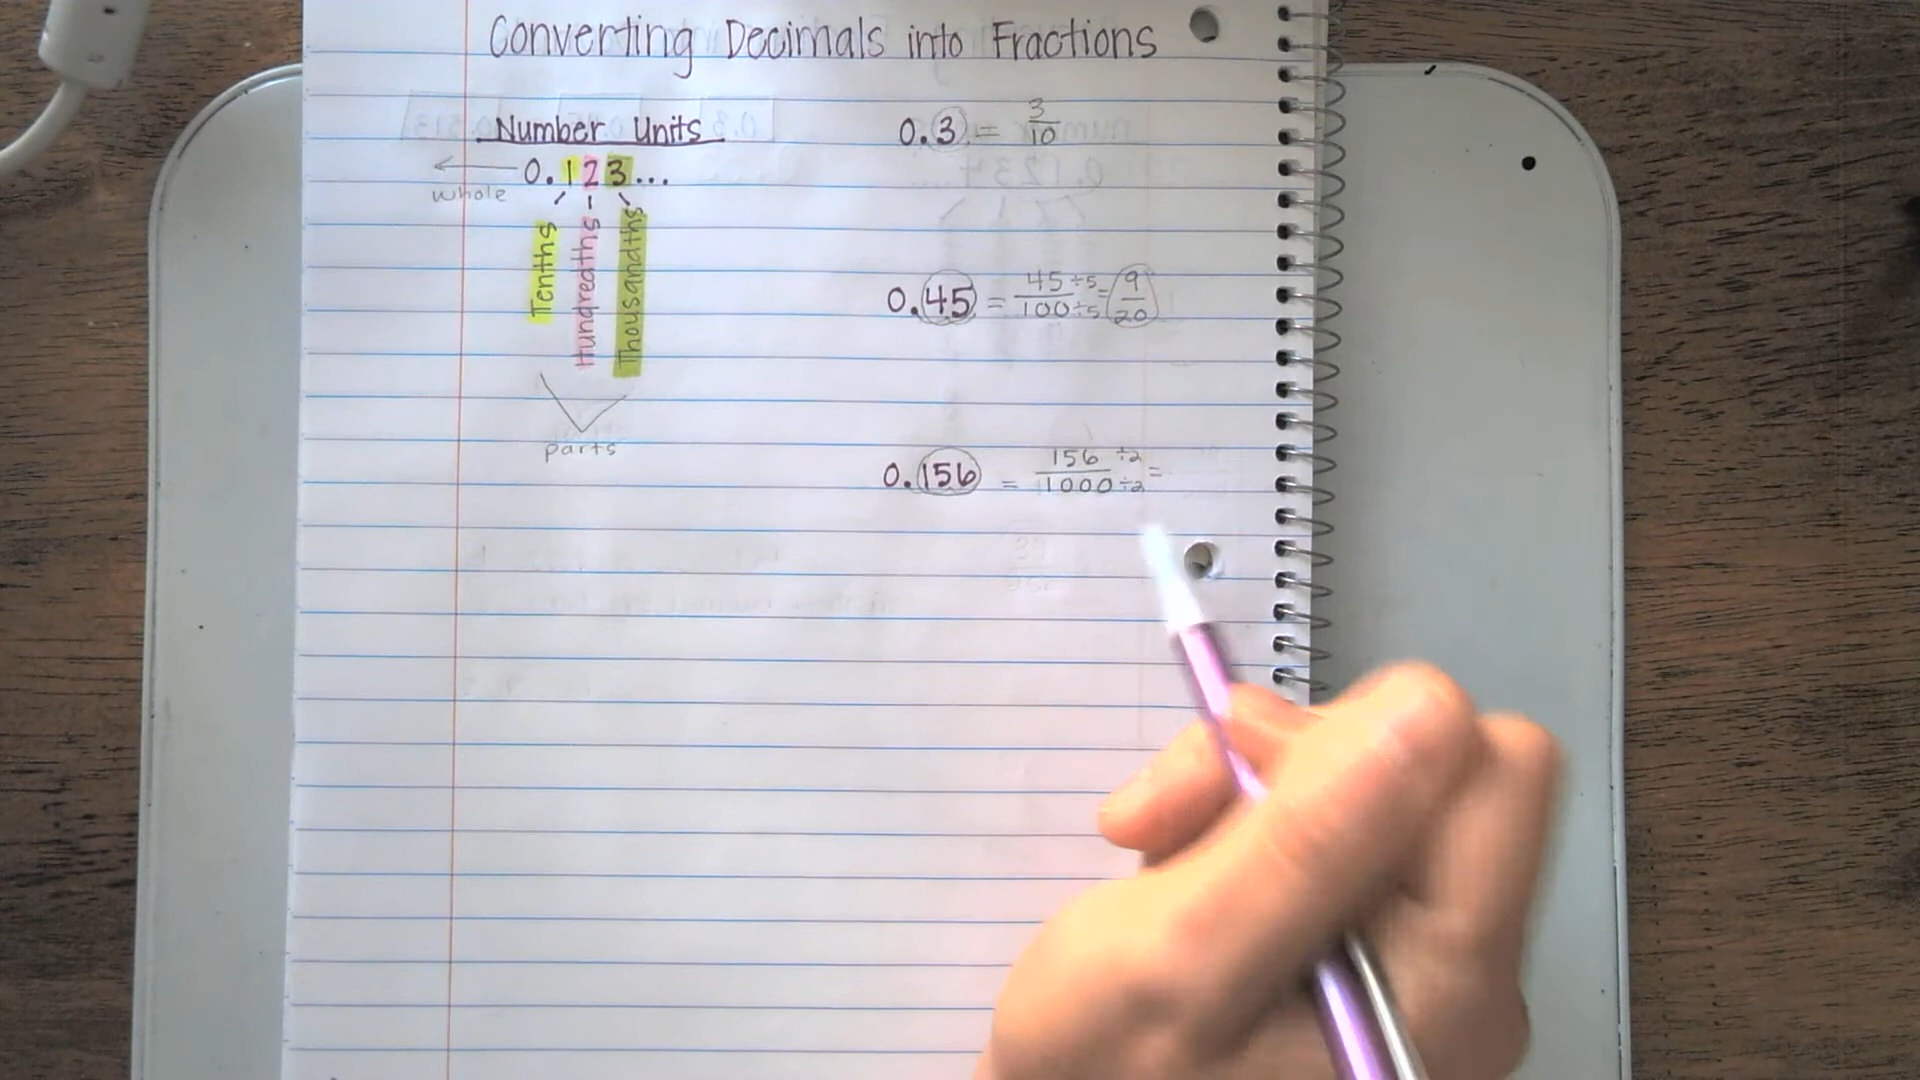 Converting Decimals into Fractions
Number Units
0.123...
whole
Tenths
Hundredths
Thousandths
parts
0.3 = 3/10
0.45 = 45÷5/100÷5 = 9/20
0.156 = 156÷2/1000÷2 =